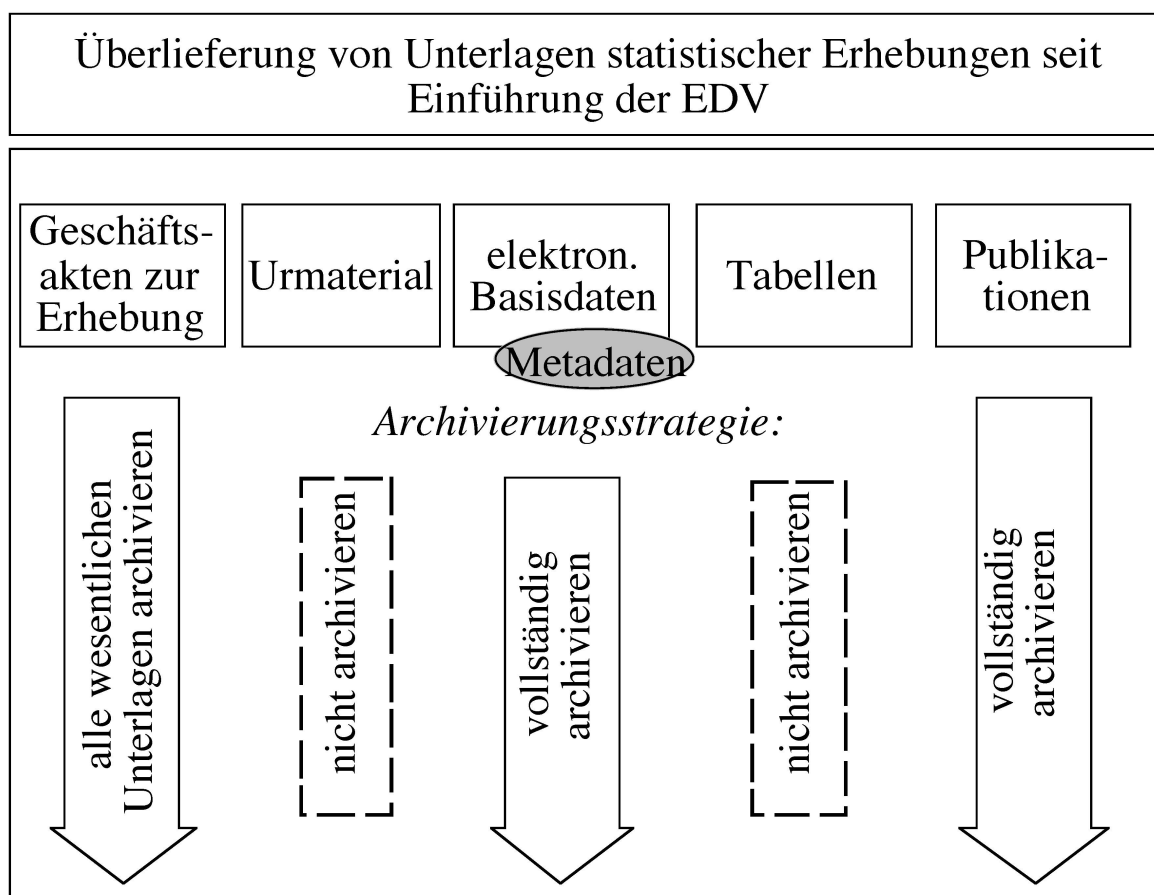 Überlieferung von Unterlagen statistischer Erhebungen seit
Einführung der EDV
Geschäfts-
akten zur
Erhebung
Urmaterial
elektron.
Basisdaten
Tabellen
Publika-
tionen
Metadaten
Archivierungsstrategie:
alle wesentlichen
Unterlagen archivieren
nicht archivieren
vollständig
archivieren
nicht archivieren
vollständig
archivieren